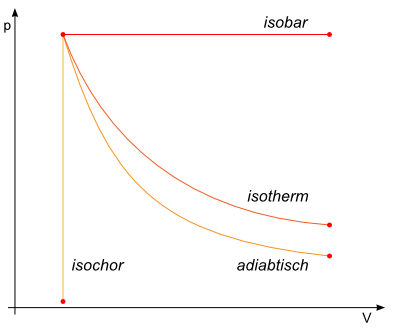 p
isobar
isotherm
isochor
adiabtisch
V